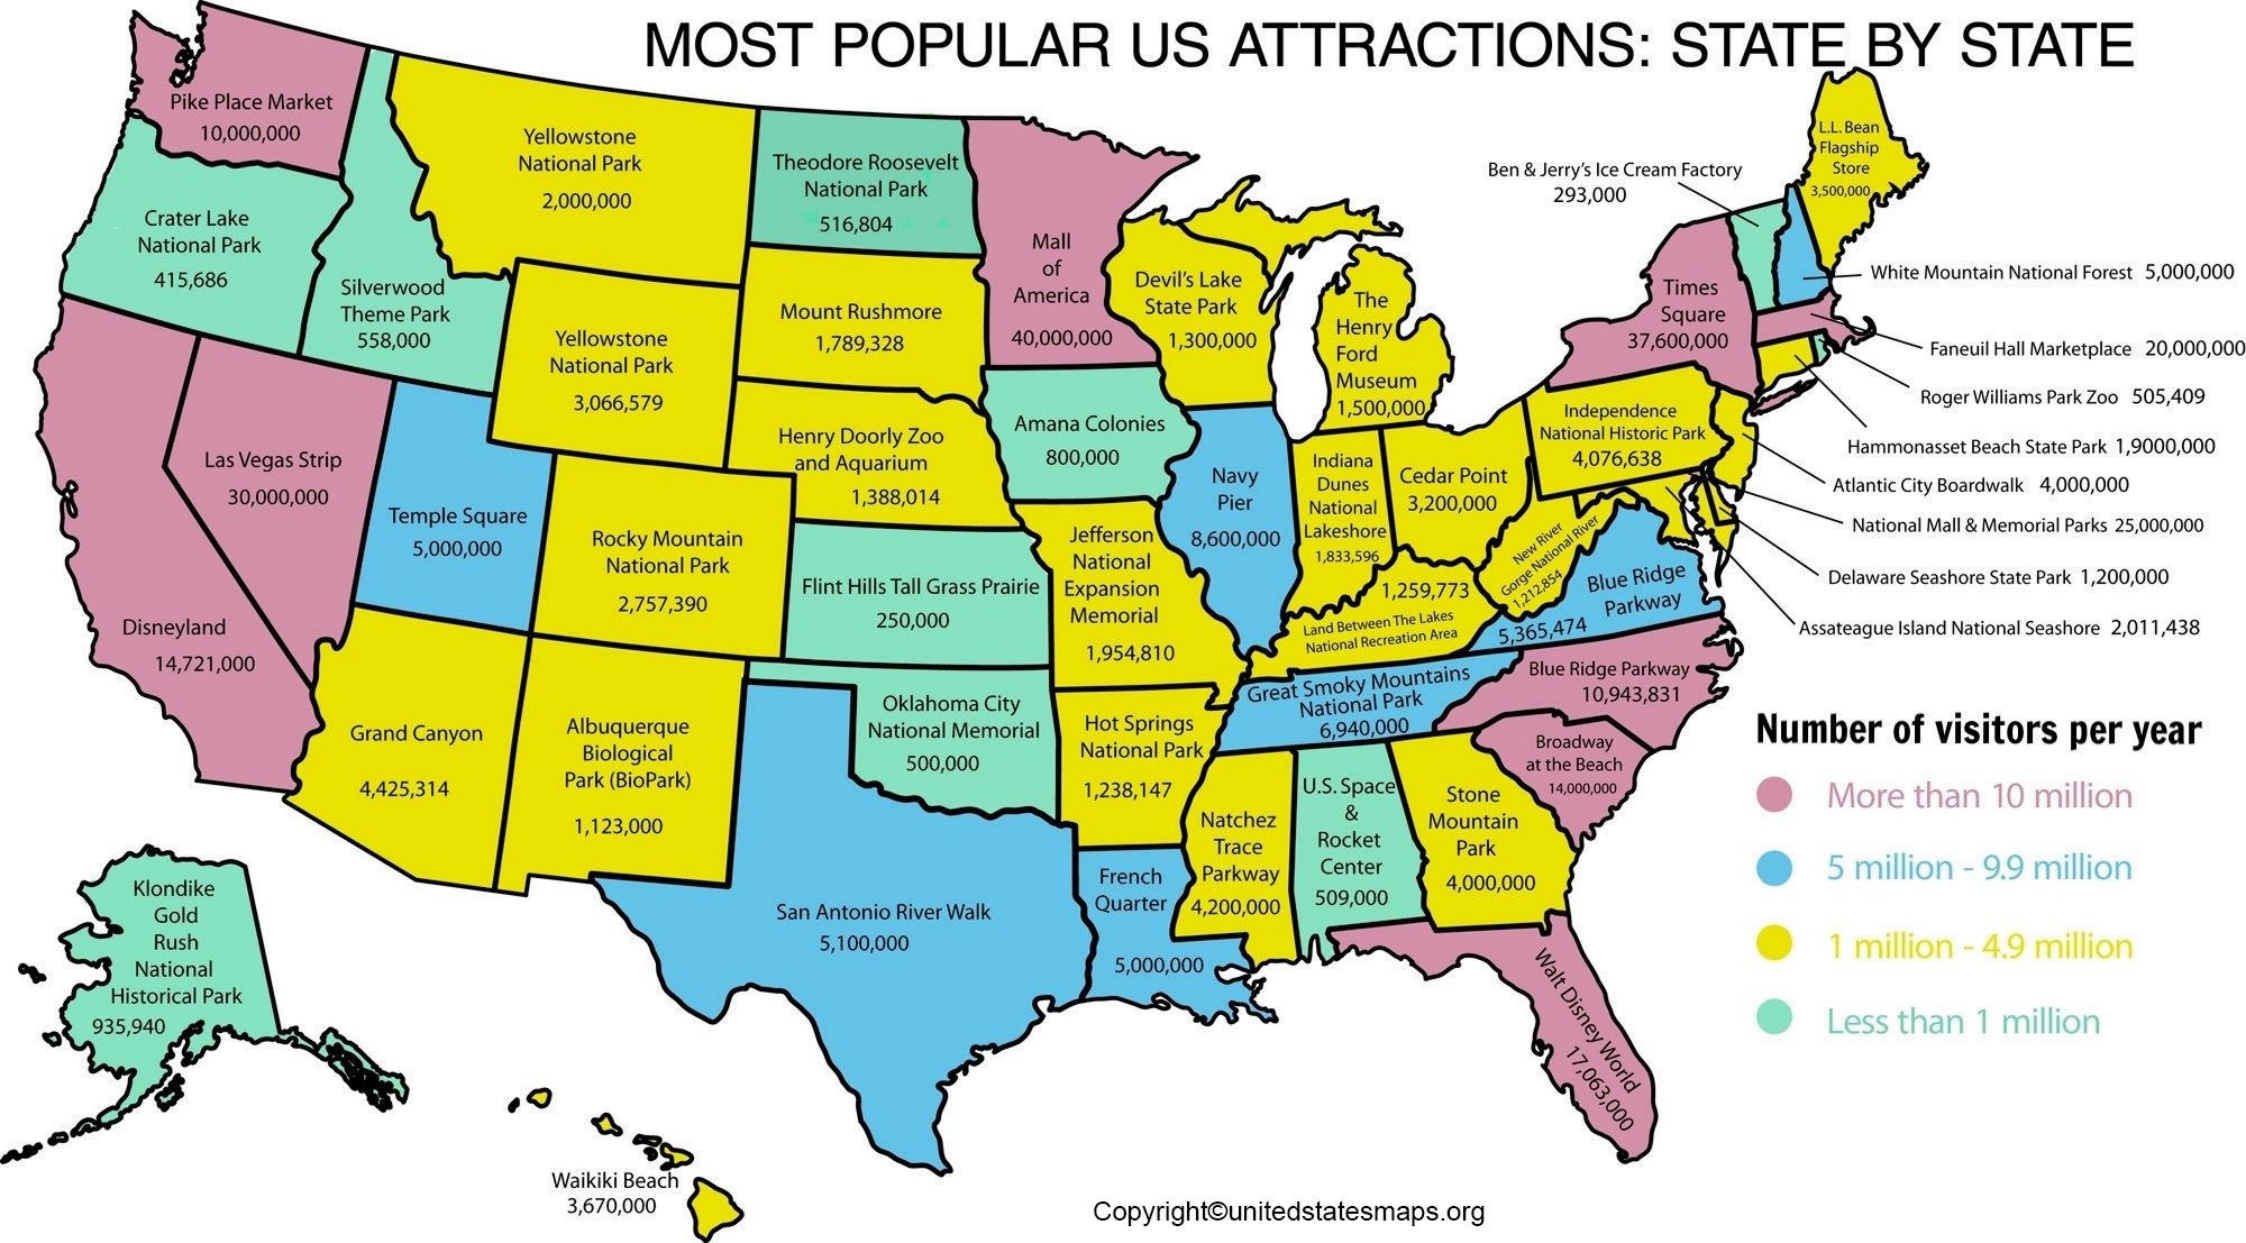 MOST POPULAR US ATTRACTIONS: STATE BY STATE
Pike Place Market
10,000,000
Crater Lake
National Park
415,686
Silverwood
Theme Park
558,000
Yellowstone
National Park
2,000,000
Theodore Roosevelt
National Park
516,804
Mall
of
America
40,000,000
Devil's Lake
State Park
1,300,000
The
Henry
Ford
Museum
1,500,000
Ben & Jerry's Ice Cream Factory
293,000
L.L. Bean
Flagship
Store
3,500,000
Times
Square
37,600,000
White Mountain National Forest 5,000,000
Faneuil Hall Marketplace 20,000,000
Roger Williams Park Zoo 505,409
Hammonasset Beach State Park 1,9000,000
Atlantic City Boardwalk 4,000,000
National Mall & Memorial Parks 25,000,000
Delaware Seashore State Park 1,200,000
Assateague Island National Seashore 2,011,438
Yellowstone
National Park
3,066,579
Mount Rushmore
1,789,328
Henry Doorly Zoo
and Aquarium
1,388,014
Amana Colonies
800,000
Navy
Pier
8,600,000
Indiana
Dunes
National
Lakeshore
1,833,596
Cedar Point
3,200,000
Independence
National Historic Park
4,076,638
New River
Gorge National River
1,212,854
Blue Ridge
Parkway
5,365,474
1,259,773
Land Between The Lakes
National Recreation Area
Disneyland
14,721,000
Las Vegas Strip
30,000,000
Temple Square
5,000,000
Rocky Mountain
National Park
2,757,390
Flint Hills Tall Grass Prairie
250,000
Jefferson
National
Expansion
Memorial
1,954,810
Great Smoky Mountains
National Park
6,940,000
Blue Ridge Parkway
10,943,831
Broadway
at the Beach
14,000,000
Grand Canyon
4,425,314
Albuquerque
Biological
Park (BioPark)
1,123,000
Oklahoma City
National Memorial
500,000
Hot Springs
National Park
1,238,147
San Antonio River Walk
5,100,000
French
Quarter
5,000,000
Natchez
Trace
Parkway
4,200,000
U.S. Space
&
Rocket
Center
509,000
Stone
Mountain
Park
4,000,000
Walt Disney World
17,063,000
Klondike
Gold
Rush
National
Historical Park
935,940
Waikiki Beach
3,670,000
Number of visitors per year
More than 10 million
5 million - 9.9 million
1 million - 4.9 million
Less than 1 million
Copyright©unitedstatesmaps.org